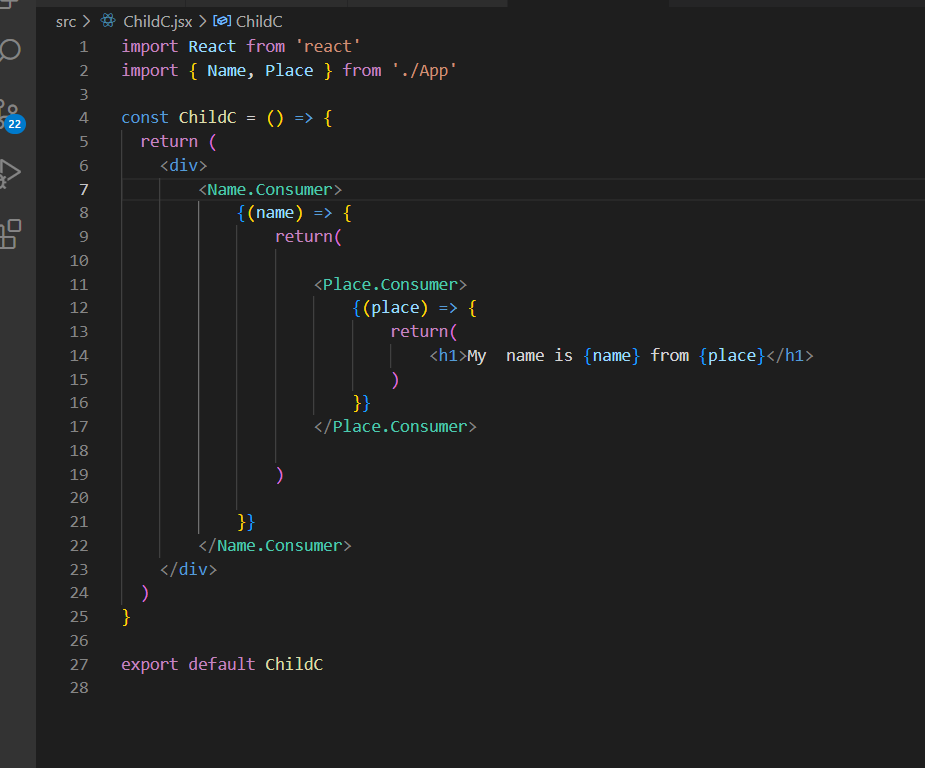 src > ChildC.jsx > ChildC
1 import React from 'react'
2 import { Name, Place } from './App'
3
4 const ChildC = () => {
5   return (
6     <div>
7         <Name.Consumer>
8             {(name) => {
9                 return(
10
11                     <Place.Consumer>
12                         {(place) => {
13                             return(
14                                 <h1>My  name is {name} from {place}</h1>
15                             )
16                         }}
17                     </Place.Consumer>
18
19                 )
20
21             }}
22         </Name.Consumer>
23     </div>
24   )
25 }
26
27 export default ChildC
28
22